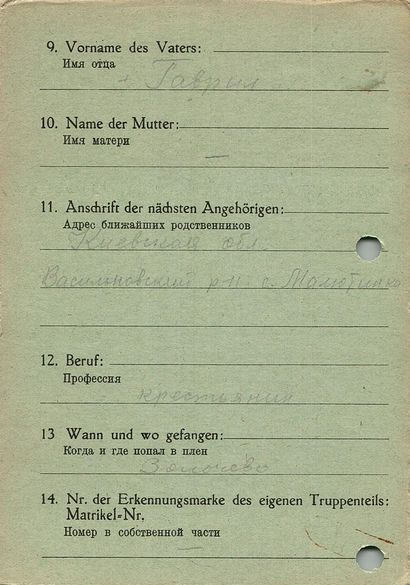 9. Vorname des Vaters:
Имя отца
Гаврил
10. Name der Mutter:
Имя матери
—
11. Anschrift der nächsten Angehörigen:
Адрес ближайших родственников
Киевская обл.
р-н с.
12. Beruf:
Профессия
крестьянин
13 Wann und wo gefangen:
Когда и где попал в плен
Золочево
14. Nr. der Erkennungsmarke des eigenen Truppenteils:
Matrikel-Nr.
Номер в собственной части
—